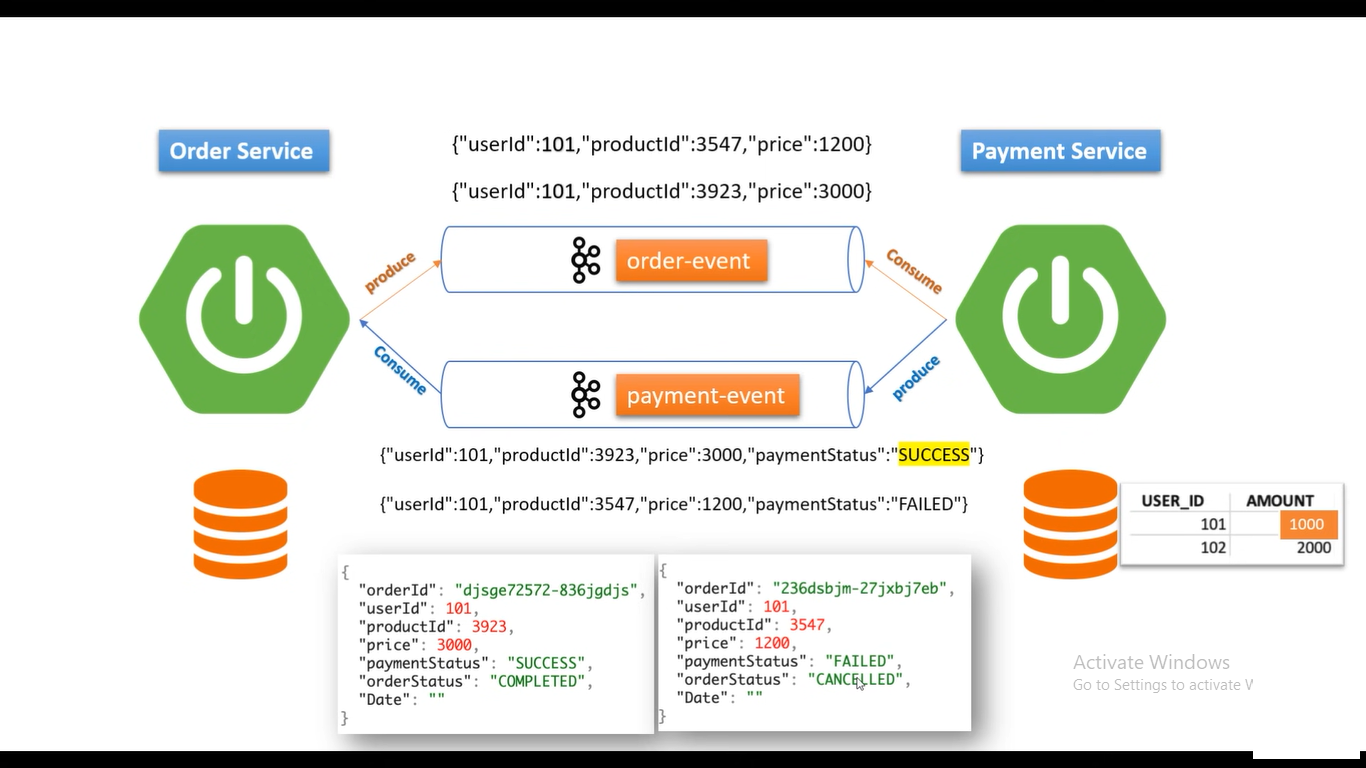 Order Service
{"userId":101,"productId":3547,"price":1200}
Payment Service
{"userId":101,"productId":3923,"price":3000}
produce
order-event
Consume
Consume
payment-event
produce
{"userId":101,"productId":3923,"price":3000,"paymentStatus":"SUCCESS"}
{"userId":101,"productId":3547,"price":1200,"paymentStatus":"FAILED"}
USER_ID AMOUNT
101 1000
102 2000
{
"orderId": "djsge72572-836jgdjs",
"userId": 101,
"productId": 3923,
"price": 3000,
"paymentStatus": "SUCCESS",
"orderStatus": "COMPLETED",
"Date": ""
}
{
"orderId": "236dsbjm-27jxbj7eb",
"userId": 101,
"productId": 3547,
"price": 1200,
"paymentStatus": "FAILED",
"orderStatus": "CANCELLED",
"Date": ""
}
Activate Windows
Go to Settings to activate